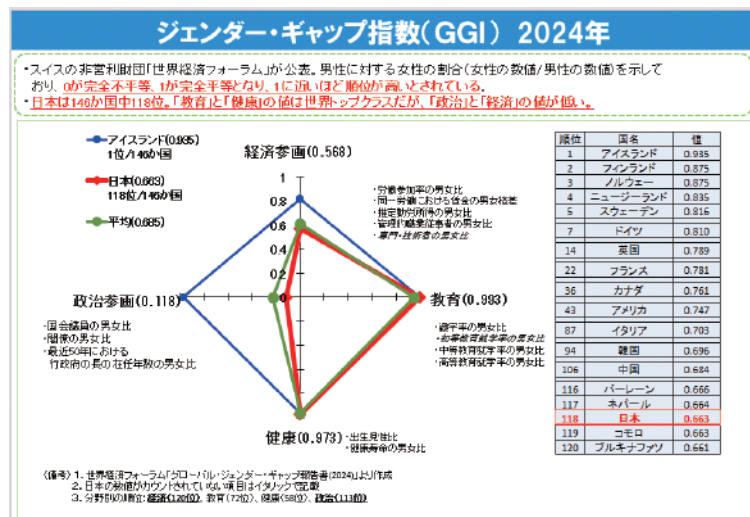 ジェンダー・ギャップ指数(GGI) 2024年
・スイスの非営利財団「世界経済フォーラム」が公表。男性に対する女性の割合(女性の数値/男性の数値)を示して
おり、0が完全不平等、1が完全平等となり、1に近いほど順位が高いとされている。
・日本は146か国中118位。「教育」と「健康」の値は世界トップクラスだが、「政治」と「経済」の値が低い。
アイスランド(0.935)
1位/146か国
日本(0.663)
118位/146か国
平均(0.685)
経済参画(0.568)
・労働参加率の男女比
・同一労働における賃金の男女格差
・推定勤労所得の男女比
・管理的職業従事者の男女比
・専門・技術者の男女比
1
0.8
0.6
0.4
0.2
0
政治参画(0.118)
・国会議員の男女比
・閣僚の男女比
・最近50年における
行政府の長の在任年数の男女比
教育(0.993)
・識字率の男女比
・初等教育就学率の男女比
・中等教育就学率の男女比
・高等教育就学率の男女比
健康(0.973)
・出生児性比
・健康寿命の男女比
順位 国名 値
1 アイスランド 0.935
2 フィンランド 0.875
3 ノルウェー 0.875
4 ニュージーランド 0.835
5 スウェーデン 0.816
7 ドイツ 0.810
14 英国 0.789
22 フランス 0.781
36 カナダ 0.761
43 アメリカ 0.747
87 イタリア 0.703
94 韓国 0.696
106 中国 0.684
116 バーレーン 0.666
117 ネパール 0.664
118 日本 0.663
119 コモロ 0.663
120 ブルキナファソ 0.661
(備考) 1. 世界経済フォーラム「グローバル・ジェンダー・ギャップ報告書(2024)」より作成
2. 日本の数値がカウントされていない項目はイタリックで記載
3. 分野別の順位:経済(120位)、教育(72位)、健康(58位)、政治(113位)